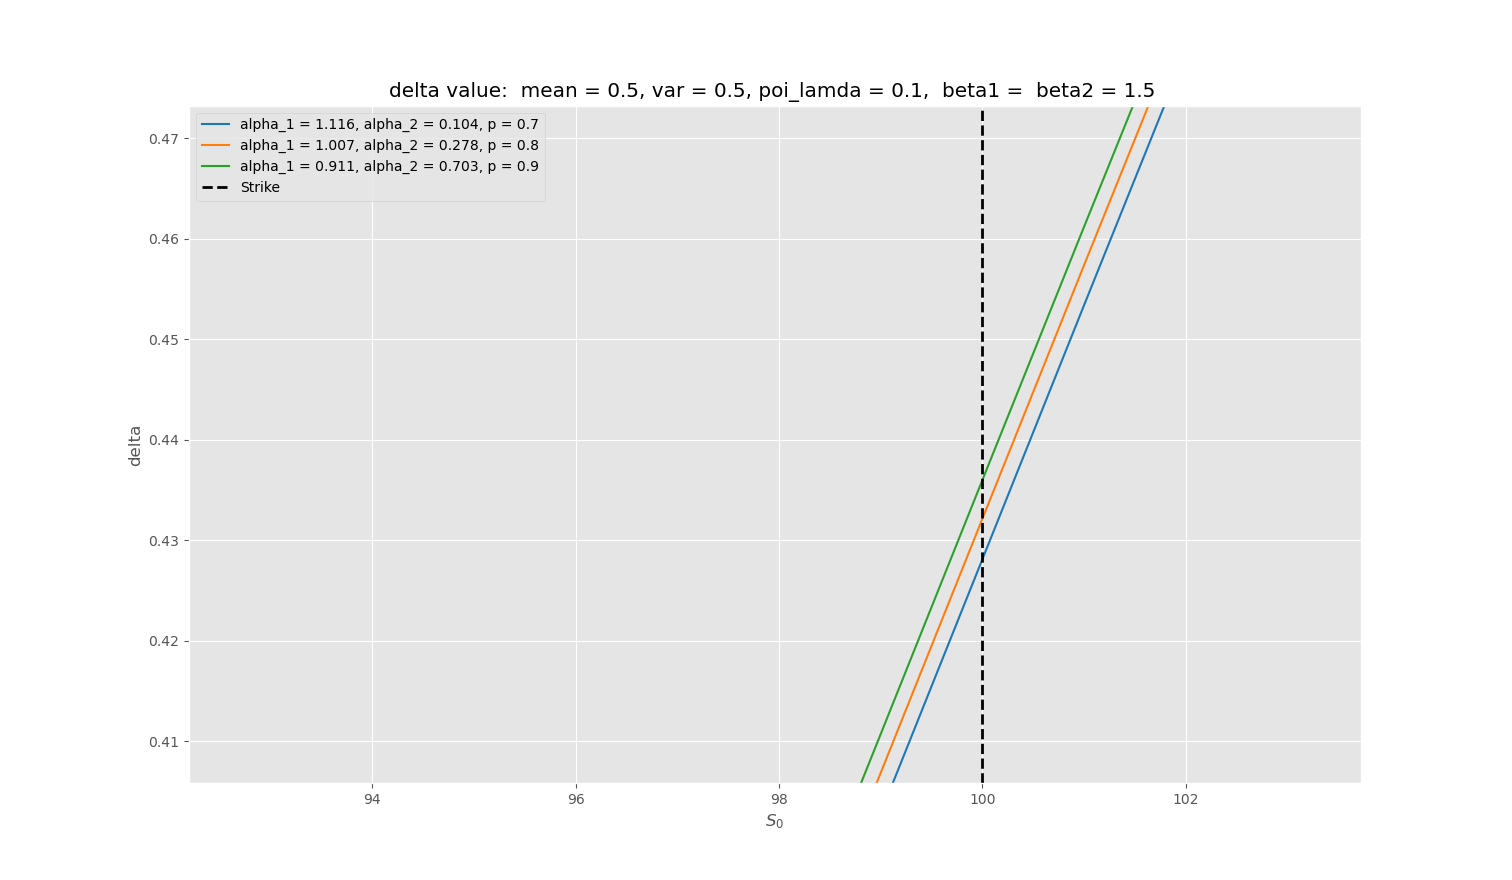 delta value:  mean = 0.5, var = 0.5, poi_lamda = 0.1,  beta1 =  beta2 = 1.5
alpha_1 = 1.116, alpha_2 = 0.104, p = 0.7
alpha_1 = 1.007, alpha_2 = 0.278, p = 0.8
alpha_1 = 0.911, alpha_2 = 0.703, p = 0.9
Strike
0.47
0.46
0.45
0.44
0.43
0.42
0.41
delta
94 96 98 100 102
S_0